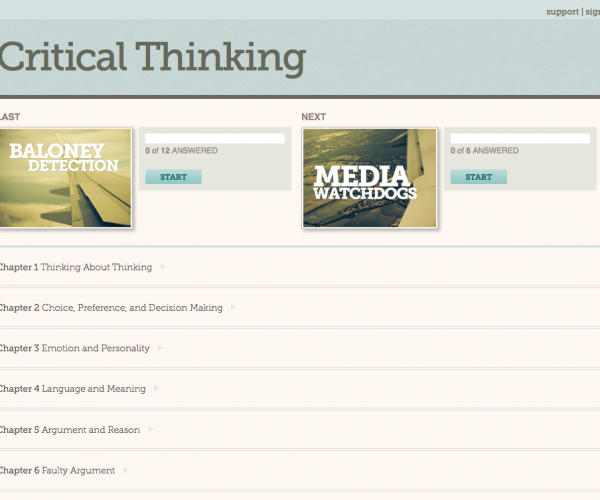 support | sign
Critical Thinking
LAST
NEXT
BALONEY
DETECTION
0 of 12 ANSWERED
START
MEDIA
WATCHDOGS
0 of 6 ANSWERED
START
Chapter 1 Thinking About Thinking
Chapter 2 Choice, Preference, and Decision Making
Chapter 3 Emotion and Personality
Chapter 4 Language and Meaning
Chapter 5 Argument and Reason
Chapter 6 Faulty Argument